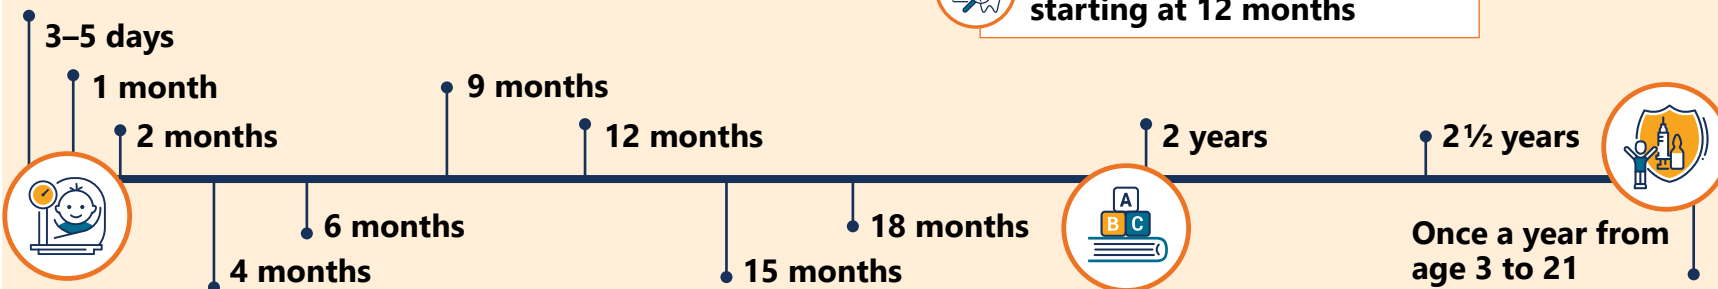 starting at 12 months
3–5 days
1 month
2 months
4 months
6 months
9 months
12 months
15 months
18 months
A
B C
2 years
2½ years
Once a year from
age 3 to 21